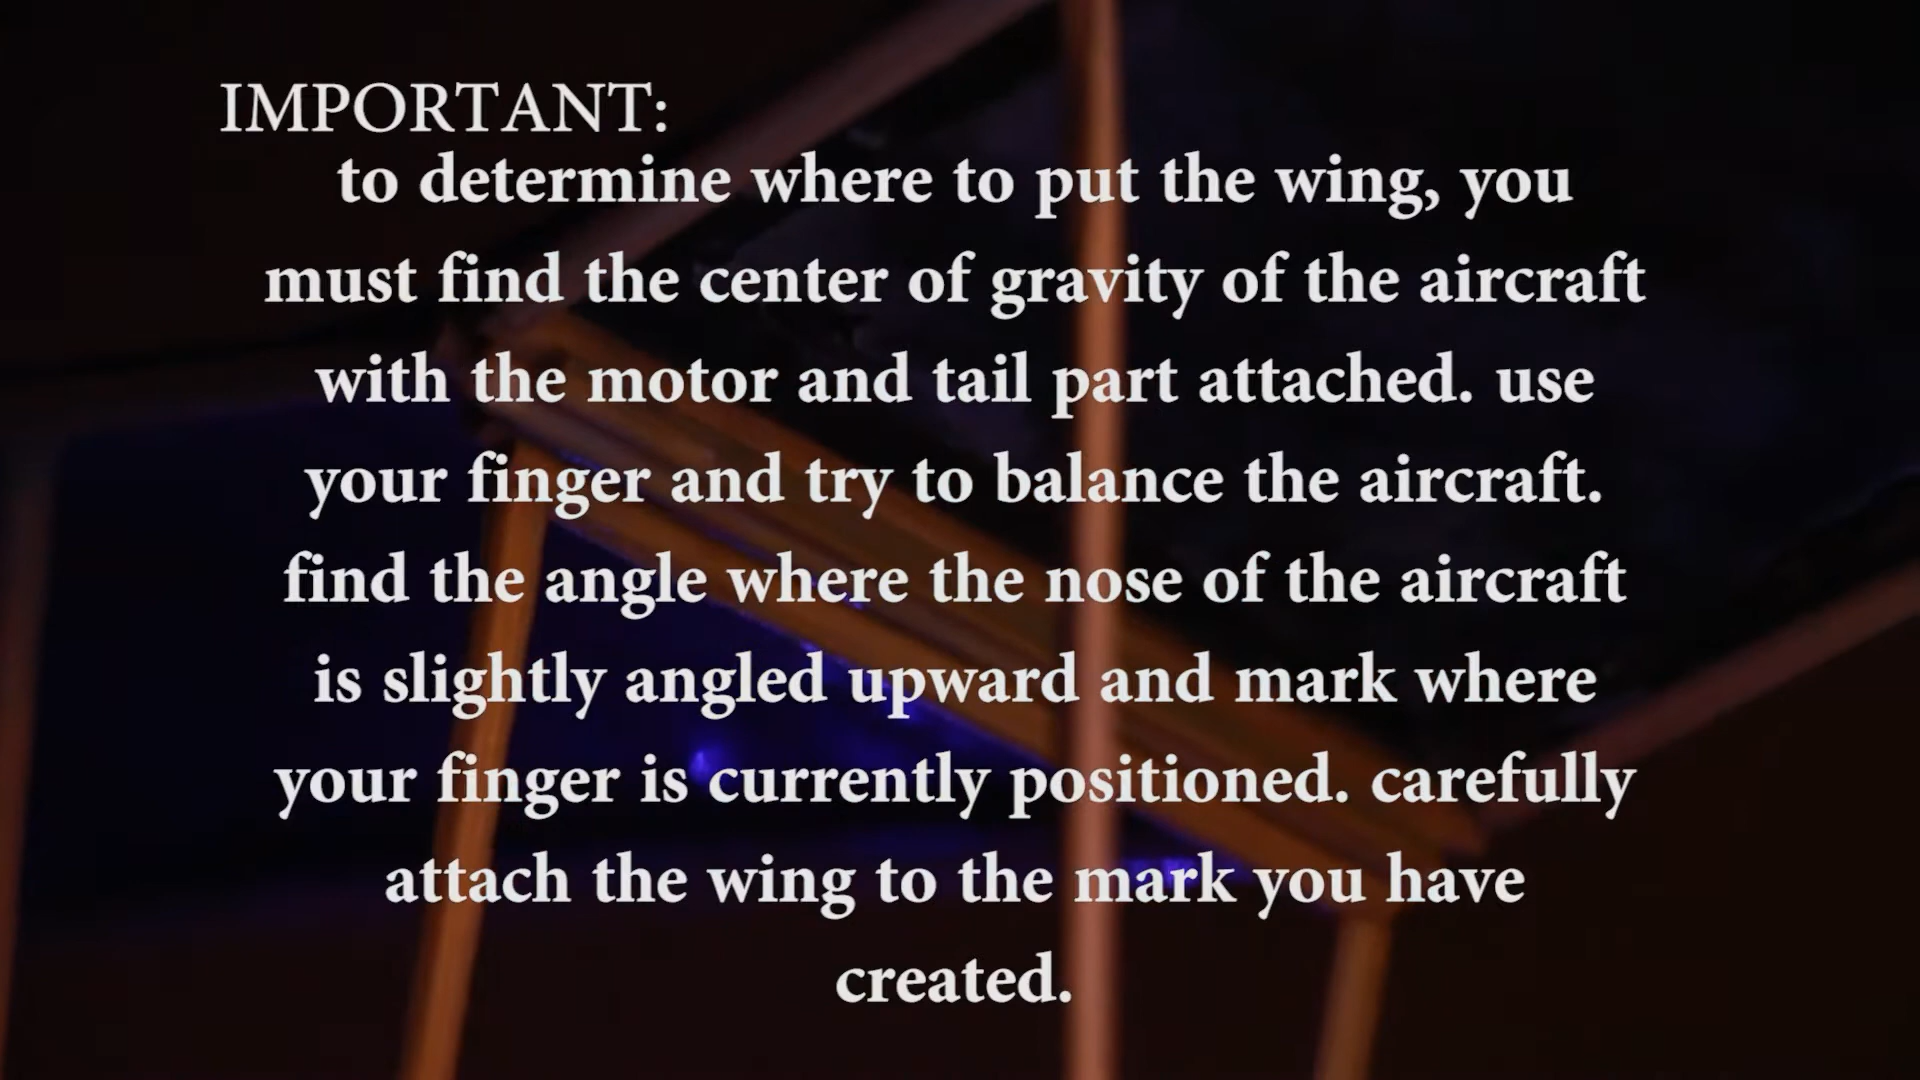 IMPORTANT:
to determine where to put the wing, you
must find the center of gravity of the aircraft
with the motor and tail part attached. use
your finger and try to balance the aircraft.
find the angle where the nose of the aircraft
is slightly angled upward and mark where
your finger is currently positioned. carefully
attach the wing to the mark you have
created.